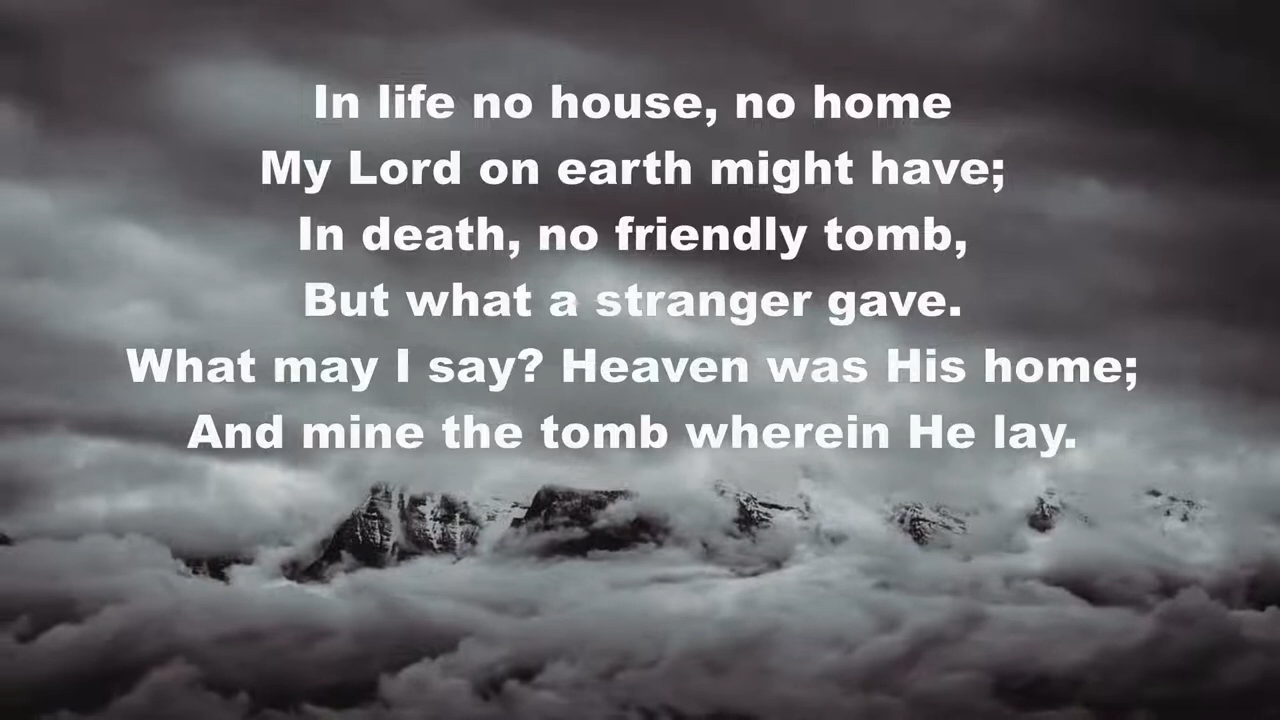 In life no house, no home
My Lord on earth might have;
In death, no friendly tomb,
But what a stranger gave.
What may I say? Heaven was His home;
And mine the tomb wherein He lay.